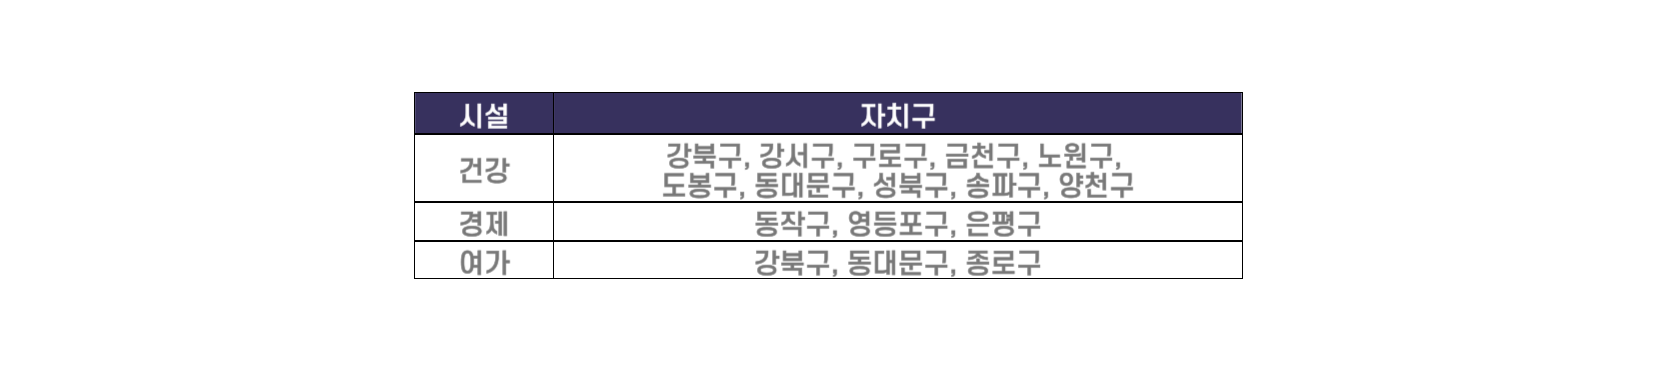 시설 자치구
건강 강북구, 강서구, 구로구, 금천구, 노원구,
도봉구, 동대문구, 성북구, 송파구, 양천구
경제 동작구, 영등포구, 은평구
여가 강북구, 동대문구, 종로구